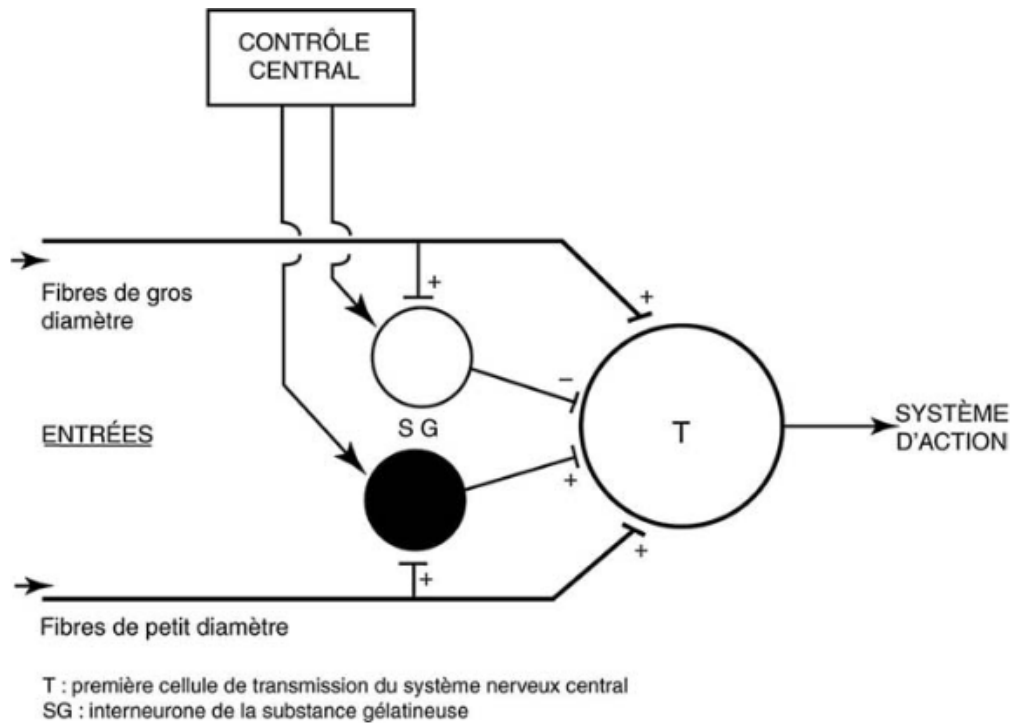 CONTRÔLE
CENTRAL
+
+
Fibres de gros
diamètre
–
S G
ENTRÉES
T
SYSTÈME
D'ACTION
+
+
+
Fibres de petit diamètre
T : première cellule de transmission du système nerveux central
SG : interneurone de la substance gélatineuse